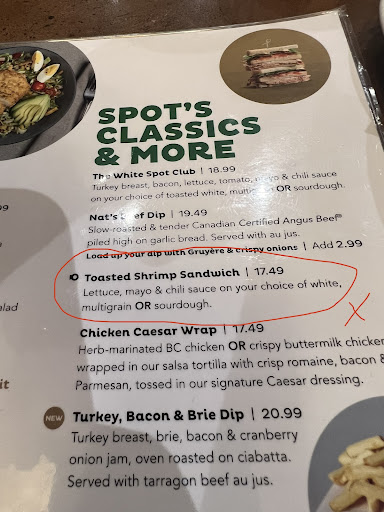 SPOT'S
CLASSICS
& MORE
The White Spot Club | 18.99
Turkey breast, bacon, lettuce, tomato, mayo & chili sauce
on your choice of toasted white, multigrain OR sourdough.
Nat's Beef Dip | 19.49
Slow-roasted & tender Canadian Certified Angus Beef
piled high on garlic bread. Served with au jus.
Load up your dip with Gruyère & crispy onions | Add 2.99
Toasted Shrimp Sandwich | 17.49
Lettuce, mayo & chili sauce on your choice of white,
multigrain OR sourdough.
X
Chicken Caesar Wrap | 17.49
Herb-marinated BC chicken OR crispy buttermilk chicken
wrapped in our salsa tortilla with crisp romaine, bacon &
Parmesan, tossed in our signature Caesar dressing.
NEW Turkey, Bacon & Brie Dip | 20.99
Turkey breast, brie, bacon & cranberry
onion jam, oven roasted on ciabatta.
Served with tarragon beef au jus.
99
alad
it